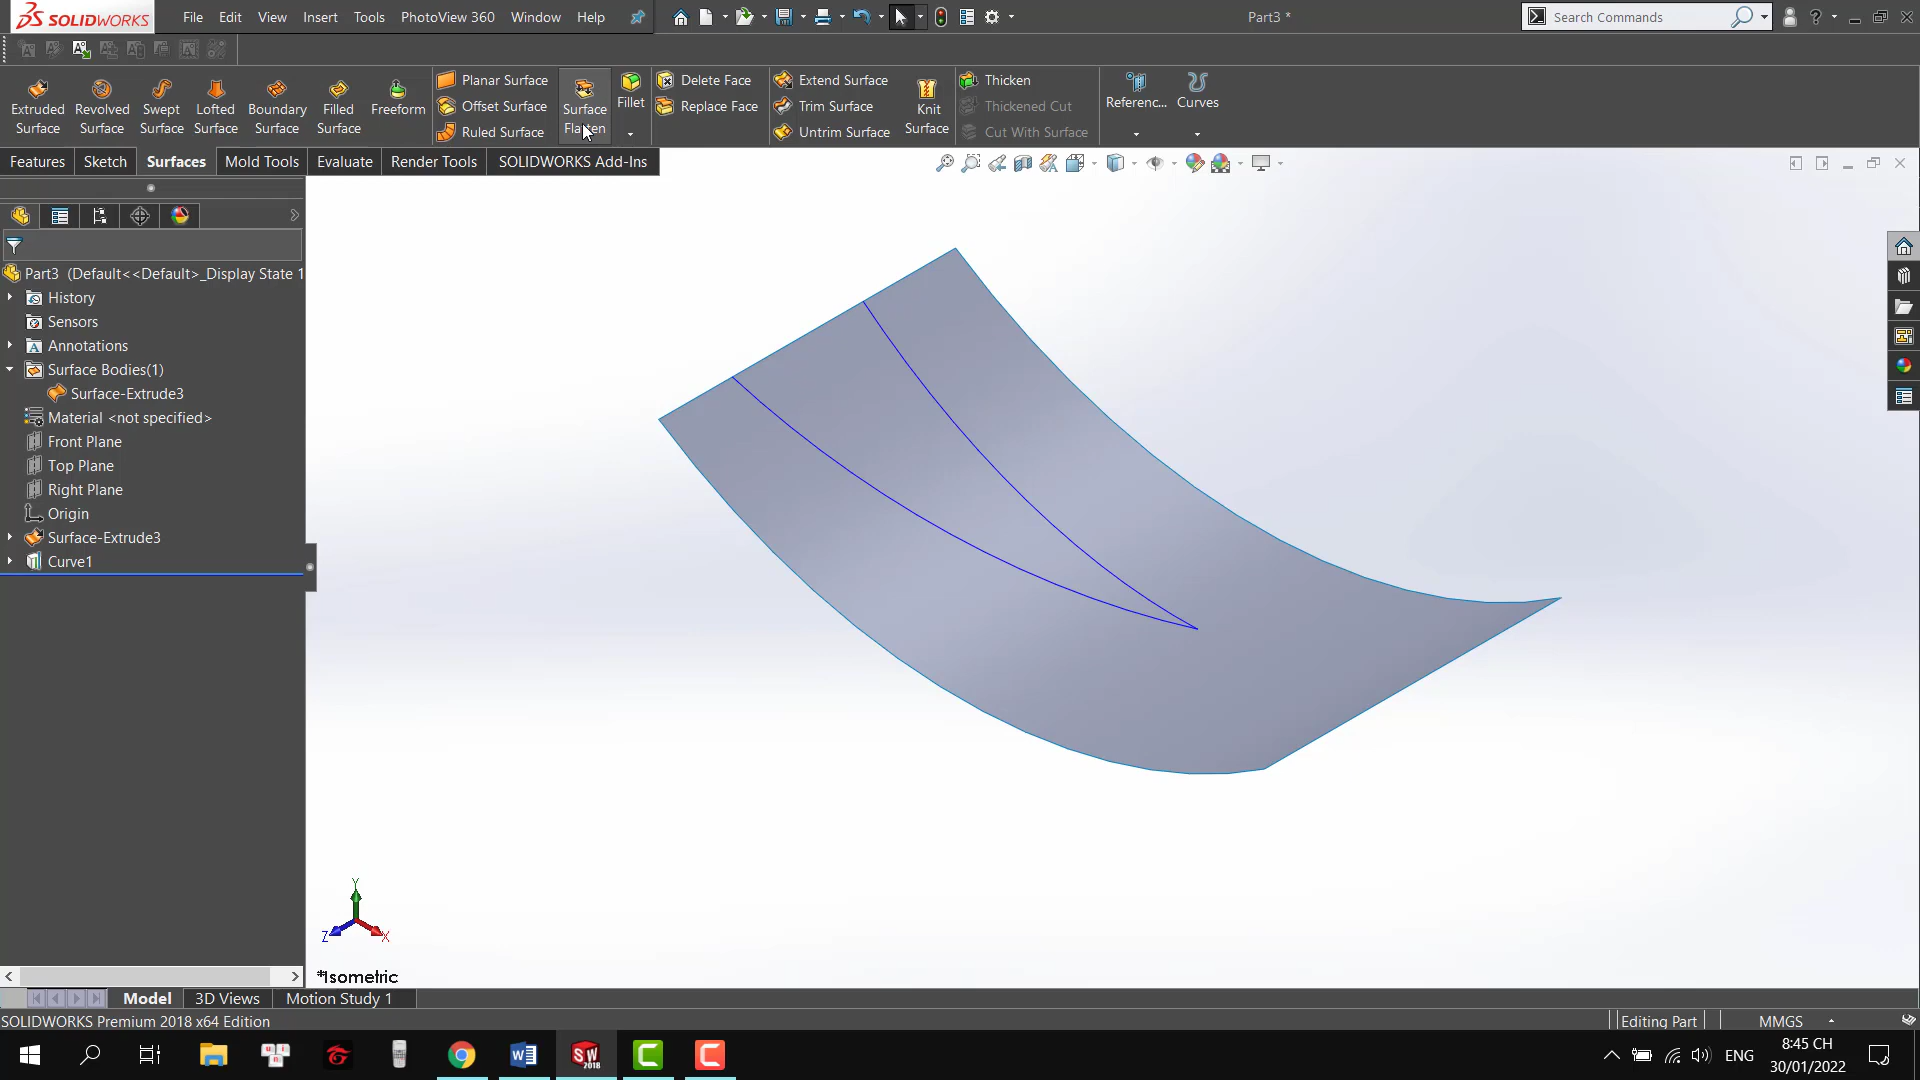 SOLIDWORKS File Edit View Insert Tools PhotoView 360 Window Help Part3 * Search Commands
Extruded Surface
Revolved Surface
Swept Surface
Lofted Surface
Boundary Surface
Filled Surface
Freeform
Planar Surface
Offset Surface
Ruled Surface
Surface Flatten
Fillet
Delete Face
Replace Face
Extend Surface
Trim Surface
Untrim Surface
Knit Surface
Thicken
Thickened Cut
Cut With Surface
Referenc...
Curves
Features Sketch Surfaces Mold Tools Evaluate Render Tools SOLIDWORKS Add-Ins
Part3 (Default<<Default>_Display State 1
History
Sensors
Annotations
Surface Bodies(1)
Surface-Extrude3
Material <not specified>
Front Plane
Top Plane
Right Plane
Origin
Surface-Extrude3
Curve1
Y
Z
X
*Isometric
Model 3D Views Motion Study 1
SOLIDWORKS Premium 2018 x64 Edition Editing Part MMGS
SW
2018
ENG
8:45 CH
30/01/2022